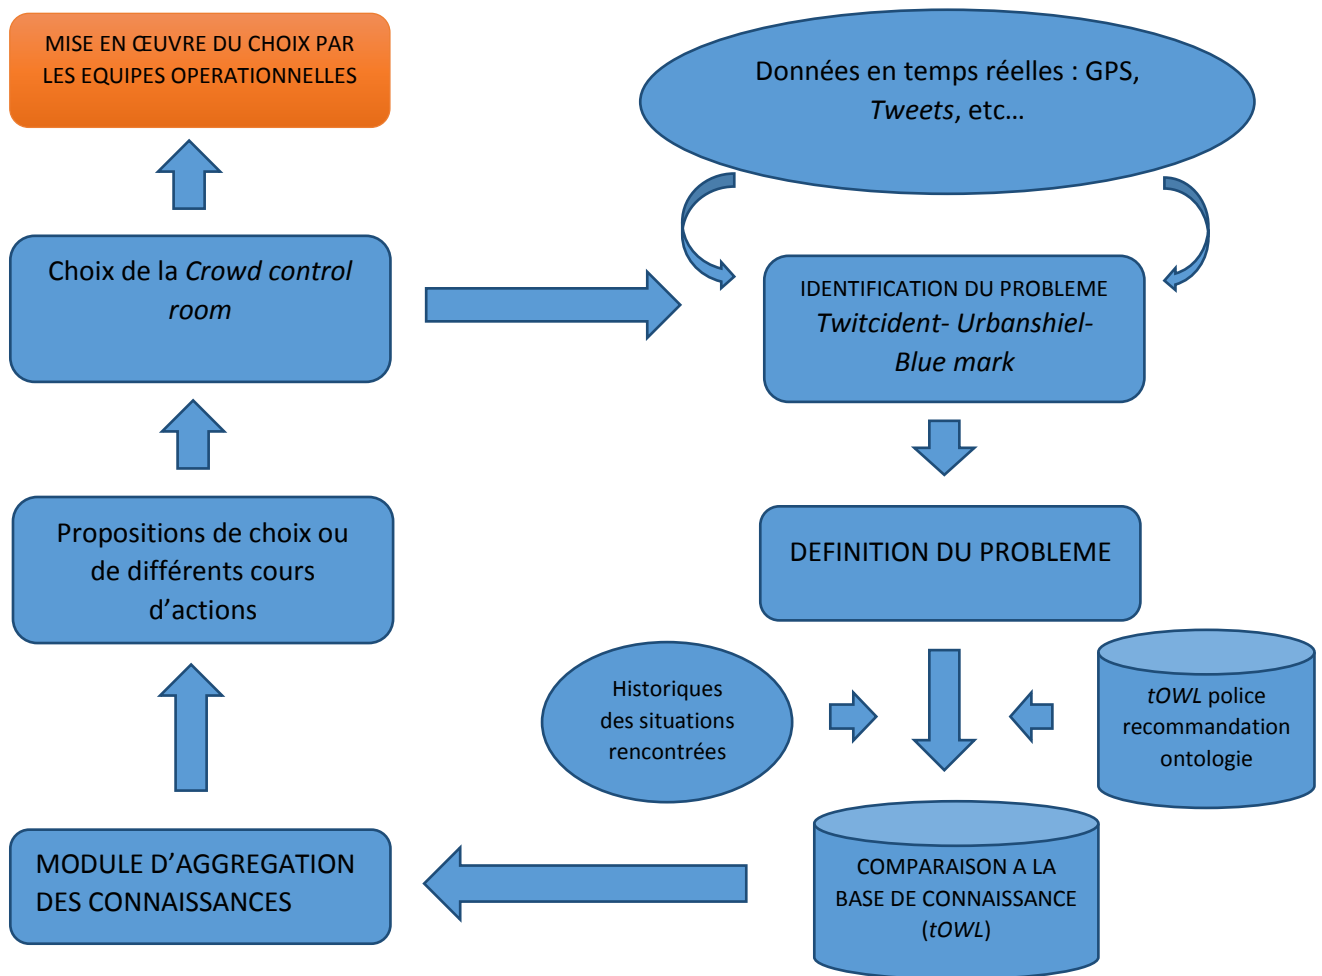 MISE EN ŒUVRE DU CHOIX PAR
LES EQUIPES OPERATIONNELLES
Données en temps réelles : GPS,
Tweets, etc…
Choix de la Crowd control
room
IDENTIFICATION DU PROBLEME
Twitcident- Urbanshiel-
Blue mark
Propositions de choix ou
de différents cours
d’actions
DEFINITION DU PROBLEME
Historiques
des situations
rencontrées
tOWL police
recommandation
ontologie
MODULE D’AGGREGATION
DES CONNAISSANCES
COMPARAISON A LA
BASE DE CONNAISSANCE
(tOWL)